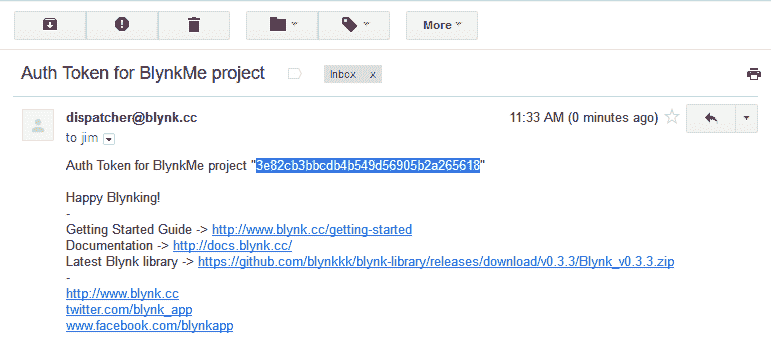 More
Auth Token for BlynkMe project
Inbox x
dispatcher@blynk.cc
11:33 AM (0 minutes ago)
to jim
Auth Token for BlynkMe project "3e82cb3bbcdb4b549d56905b2a265618"
Happy Blynking!
-
Getting Started Guide -> http://www.blynk.cc/getting-started
Documentation -> http://docs.blynk.cc/
Latest Blynk library -> https://github.com/blynkkk/blynk-library/releases/download/v0.3.3/Blynk_v0.3.3.zip
-
http://www.blynk.cc
twitter.com/blynk_app
www.facebook.com/blynkapp